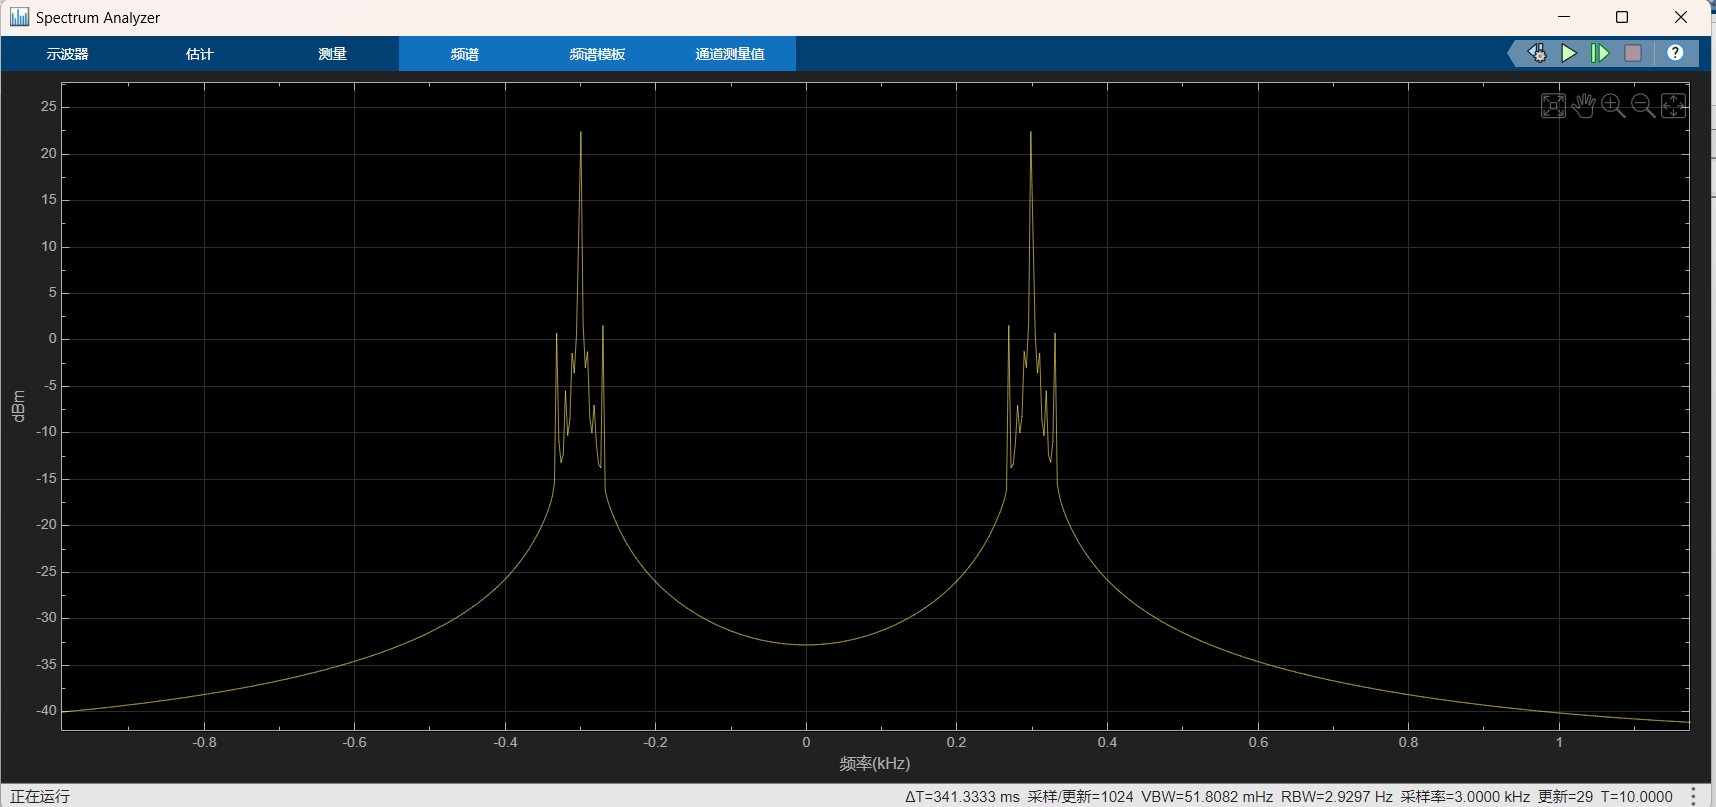 Spectrum Analyzer
示波器 估计 测量 频谱 频谱模板 通道测量值
?
25
20
15
10
5
0
-5
-10
-15
-20
-25
-30
-35
-40
dBm
-0.8 -0.6 -0.4 -0.2 0 0.2 0.4 0.6 0.8 1
频率(kHz)
正在运行 ΔT=341.3333 ms 采样/更新=1024 VBW=51.8082 mHz RBW=2.9297 Hz 采样率=3.0000 kHz 更新=29 T=10.0000